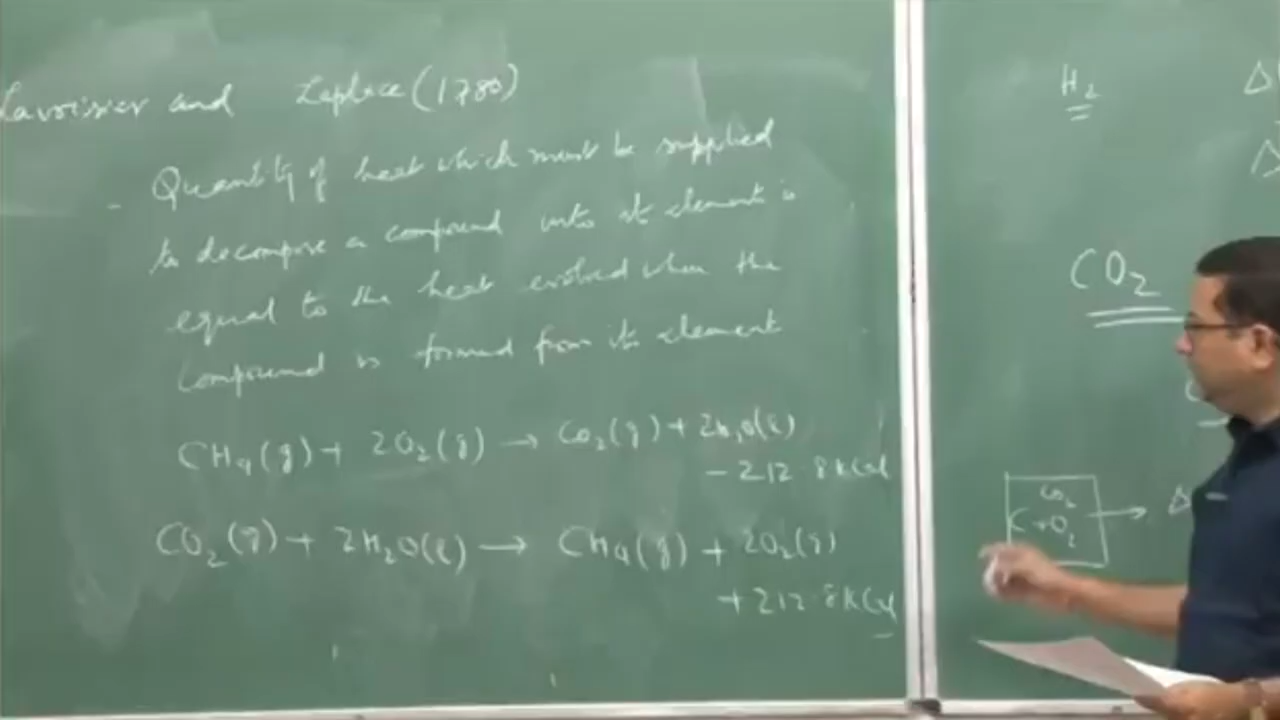 Lavoissier and Laplace (1780)
- Quantity of heat which must be supplied
to decompose a compound into its element is
equal to the heat evolved when the
compound is formed from its element
CH₄(g) + 2O₂(g) → CO₂(g) + 2H₂O(l)
- 212.8 kCal
CO₂(g) + 2H₂O(l) → CH₄(g) + 2O₂(g)
+ 212.8 kCal
H₂
CO₂
CO₂
C+O₂ → Δ